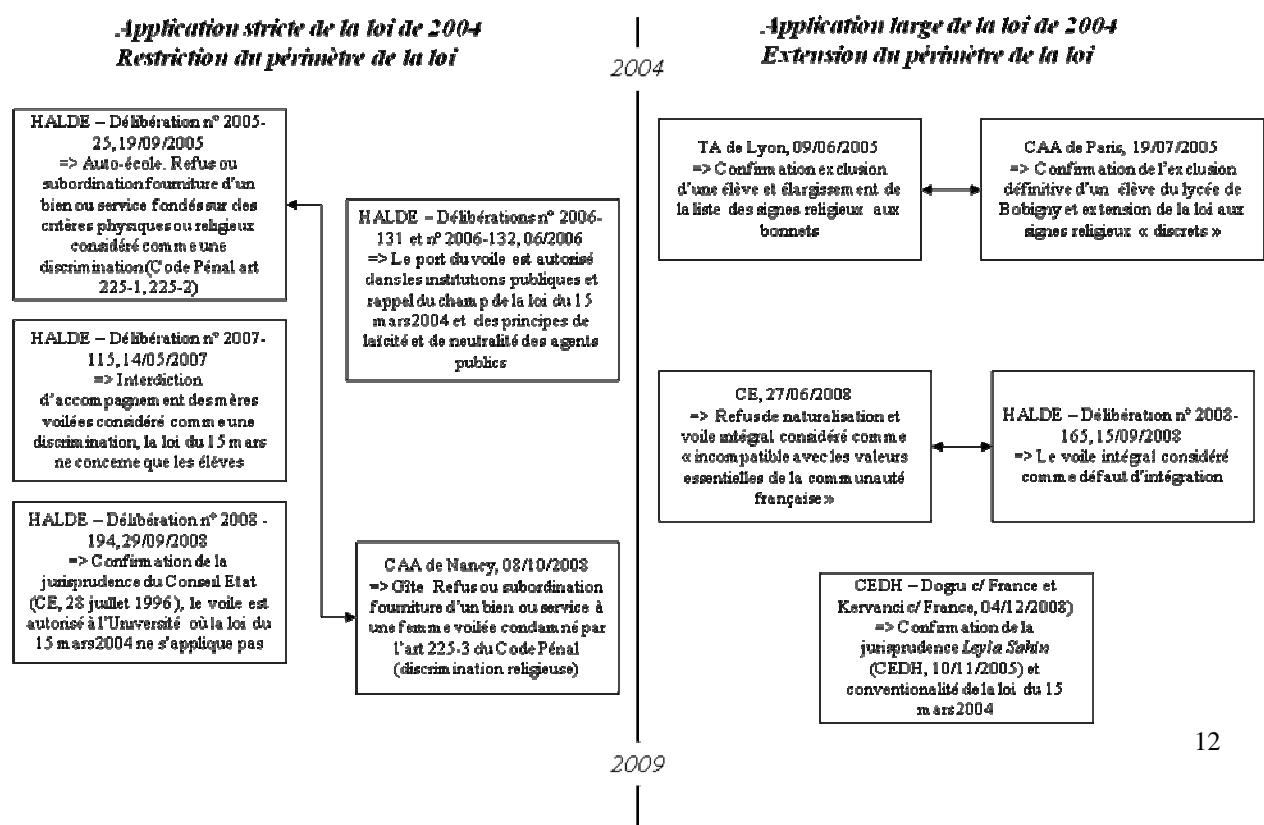 Application stricte de la loi de 2004
Restriction du périmètre de la loi
2004
Application large de la loi de 2004
Extension du périmètre de la loi
HALDE – Délibération n° 2005-
25,19/09/2005
=> Auto-école. Refus ou
subordination fourniture d'un
bien ou service fondés sur des
critères physiques ou religieux
considéré comme une
discrimination (Code Pénal art
225-1, 225-2)
HALDE – Délibérations n° 2006-
131 et n° 2006-132, 06/2006
=> Le port du voile est autorisé
dans les institutions publiques et
rappel du champ de la loi du 15
mars 2004 et des principes de
laïcité et de neutralité des agents
publics
HALDE – Délibération n° 2007-
115, 14/05/2007
=> Interdiction
d'accompagnement des mères
voilées considéré comme une
discrimination, la loi du 15 mars
ne concerne que les élèves
HALDE – Délibération n° 2008 -
194, 29/09/2008
=> Confirmation de la
jurisprudence du Conseil Etat
(CE, 28 juillet 1996), le voile est
autorisé à l'Université où la loi du
15 mars 2004 ne s'applique pas
CAA de Nancy, 08/10/2008
=> Gîte Refus ou subordination
fourniture d'un bien ou service à
une femme voilée condamné par
l'art 225-3 du Code Pénal
(discrimination religieuse)
TA de Lyon, 09/06/2005
=> Confirmation exclusion
d'une élève et élargissement de
la liste des signes religieux aux
bonnets
CAA de Paris, 19/07/2005
=> Confirmation de l'exclusion
définitive d'un élève du lycée de
Bobigny et extension de la loi aux
signes religieux « discrets »
CE, 27/06/2008
=> Refus de naturalisation et
voile intégral considéré comme
« incompatible avec les valeurs
essentielles de la communauté
française »
HALDE – Délibération n° 2008-
165, 15/09/2008
=> Le voile intégral considéré
comme défaut d'intégration
CEDH – Dogru c/ France et
Kervanci c/ France, 04/12/2008)
=> Confirmation de la
jurisprudence Leyla Sahin
(CEDH, 10/11/2005) et
conventionalité de la loi du 15
mars 2004
12
2009